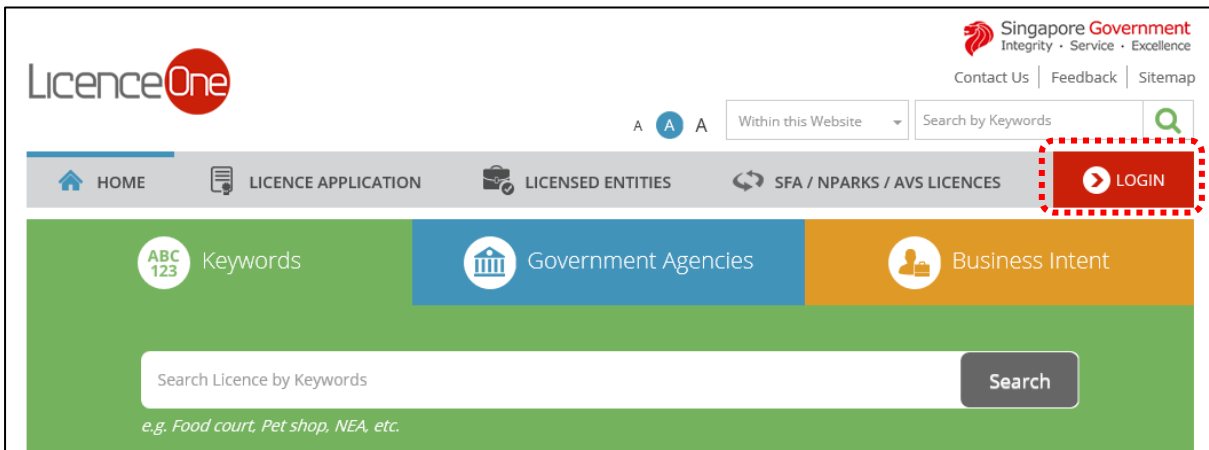 Singapore Government
Integrity · Service · Excellence
LicenceOne
Contact Us | Feedback | Sitemap
A A A Within this Website Search by Keywords
HOME LICENCE APPLICATION LICENSED ENTITIES SFA / NPARKS / AVS LICENCES LOGIN
ABC 123 Keywords Government Agencies Business Intent
Search Licence by Keywords Search
e.g. Food court, Pet shop, NEA, etc.